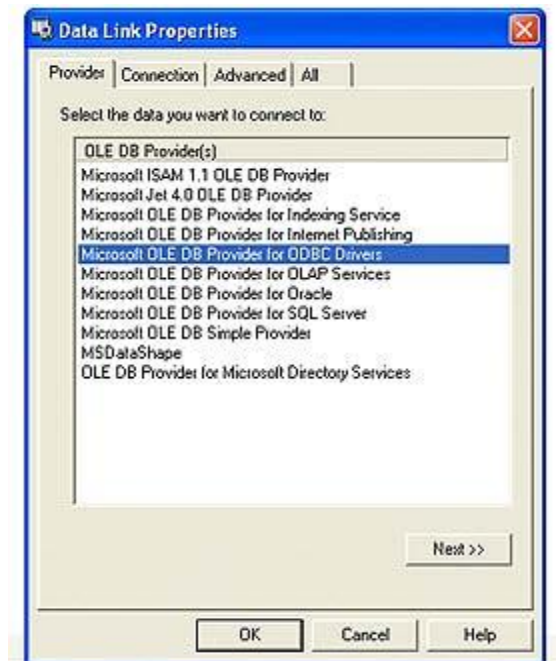 Data Link Properties
Provider Connection Advanced All
Select the data you want to connect to:
OLE DB Provider(s)
Microsoft ISAM 1.1 OLE DB Provider
Microsoft Jet 4.0 OLE DB Provider
Microsoft OLE DB Provider for Indexing Service
Microsoft OLE DB Provider for Internet Publishing
Microsoft OLE DB Provider for ODBC Drivers
Microsoft OLE DB Provider for OLAP Services
Microsoft OLE DB Provider for Oracle
Microsoft OLE DB Provider for SQL Server
Microsoft OLE DB Simple Provider
MSDataShape
OLE DB Provider for Microsoft Directory Services
Next >>
OK Cancel Help